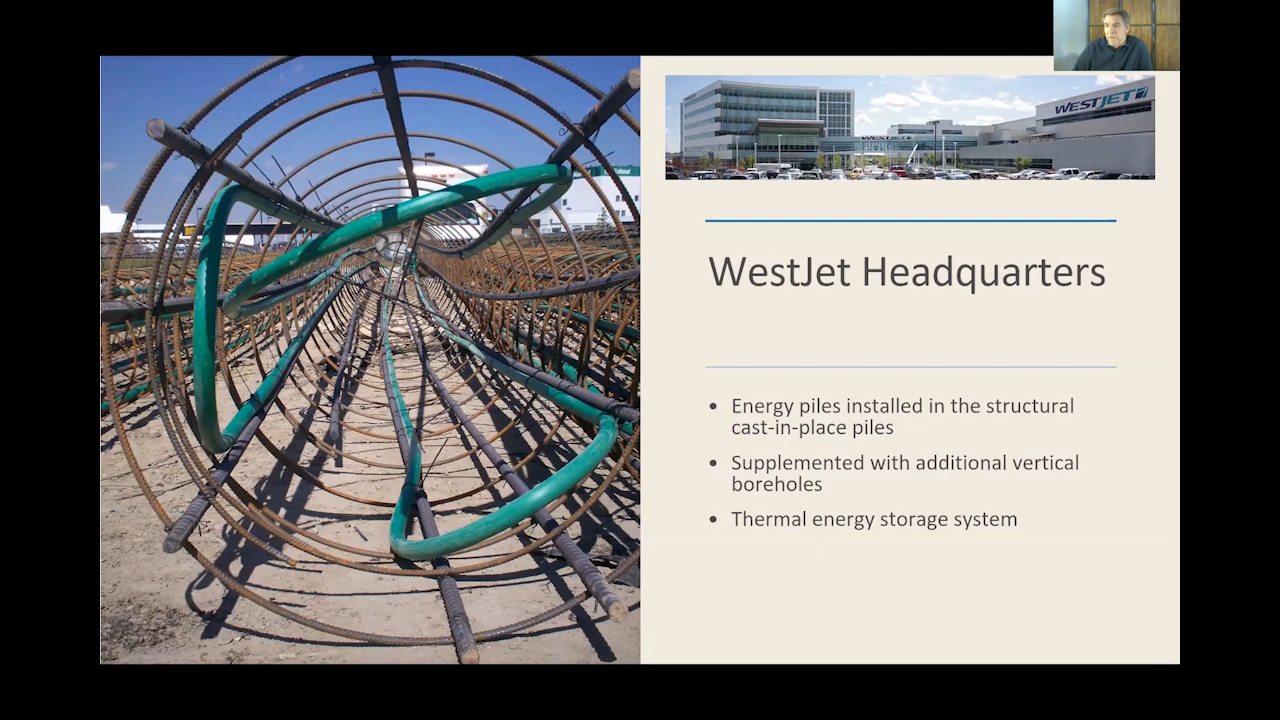 WESTJET
WESTJET
WestJet Headquarters
• Energy piles installed in the structural
cast-in-place piles
• Supplemented with additional vertical
boreholes
• Thermal energy storage system